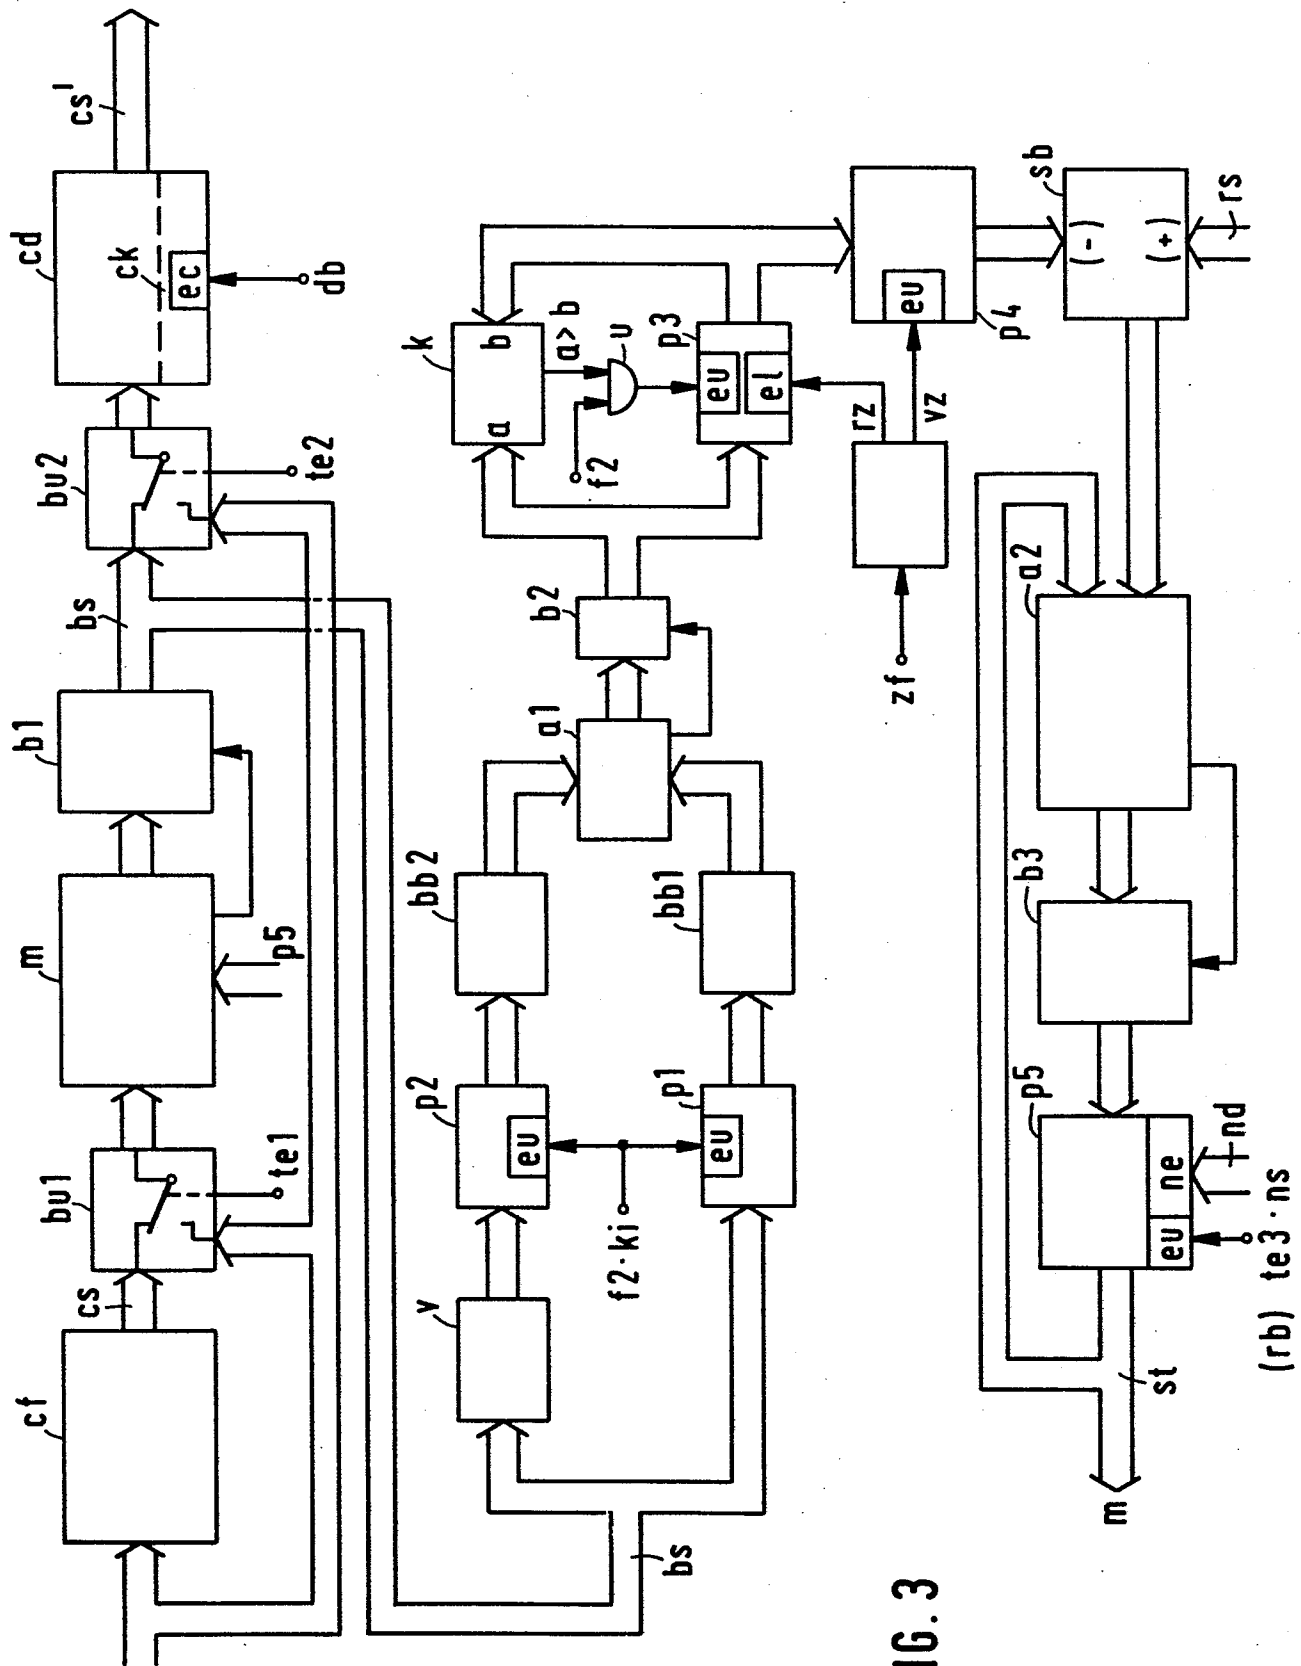 cf
cs
bu1
te1
m
p5
b1
bs
bu2
te2
cd
ck
ec
db
cs'
bs
v
p2
eu
f2·ki
p1
eu
bb2
bb1
a1
b2
k
a
b
a>b
u
f2
p3
eu
el
rz
vz
zf
eu
p4
sb
(-)
(+)
rs
a2
b3
p5
eu
ne
nd
te3·ns
(rb)
st
m
IG. 3